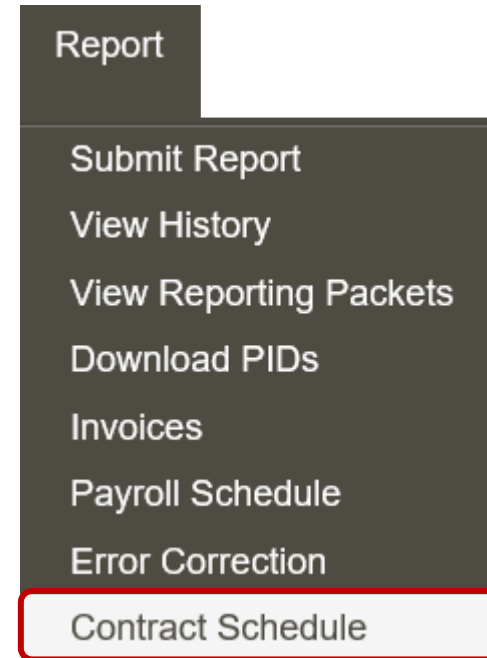 Report
Submit Report
View History
View Reporting Packets
Download PIDs
Invoices
Payroll Schedule
Error Correction
Contract Schedule